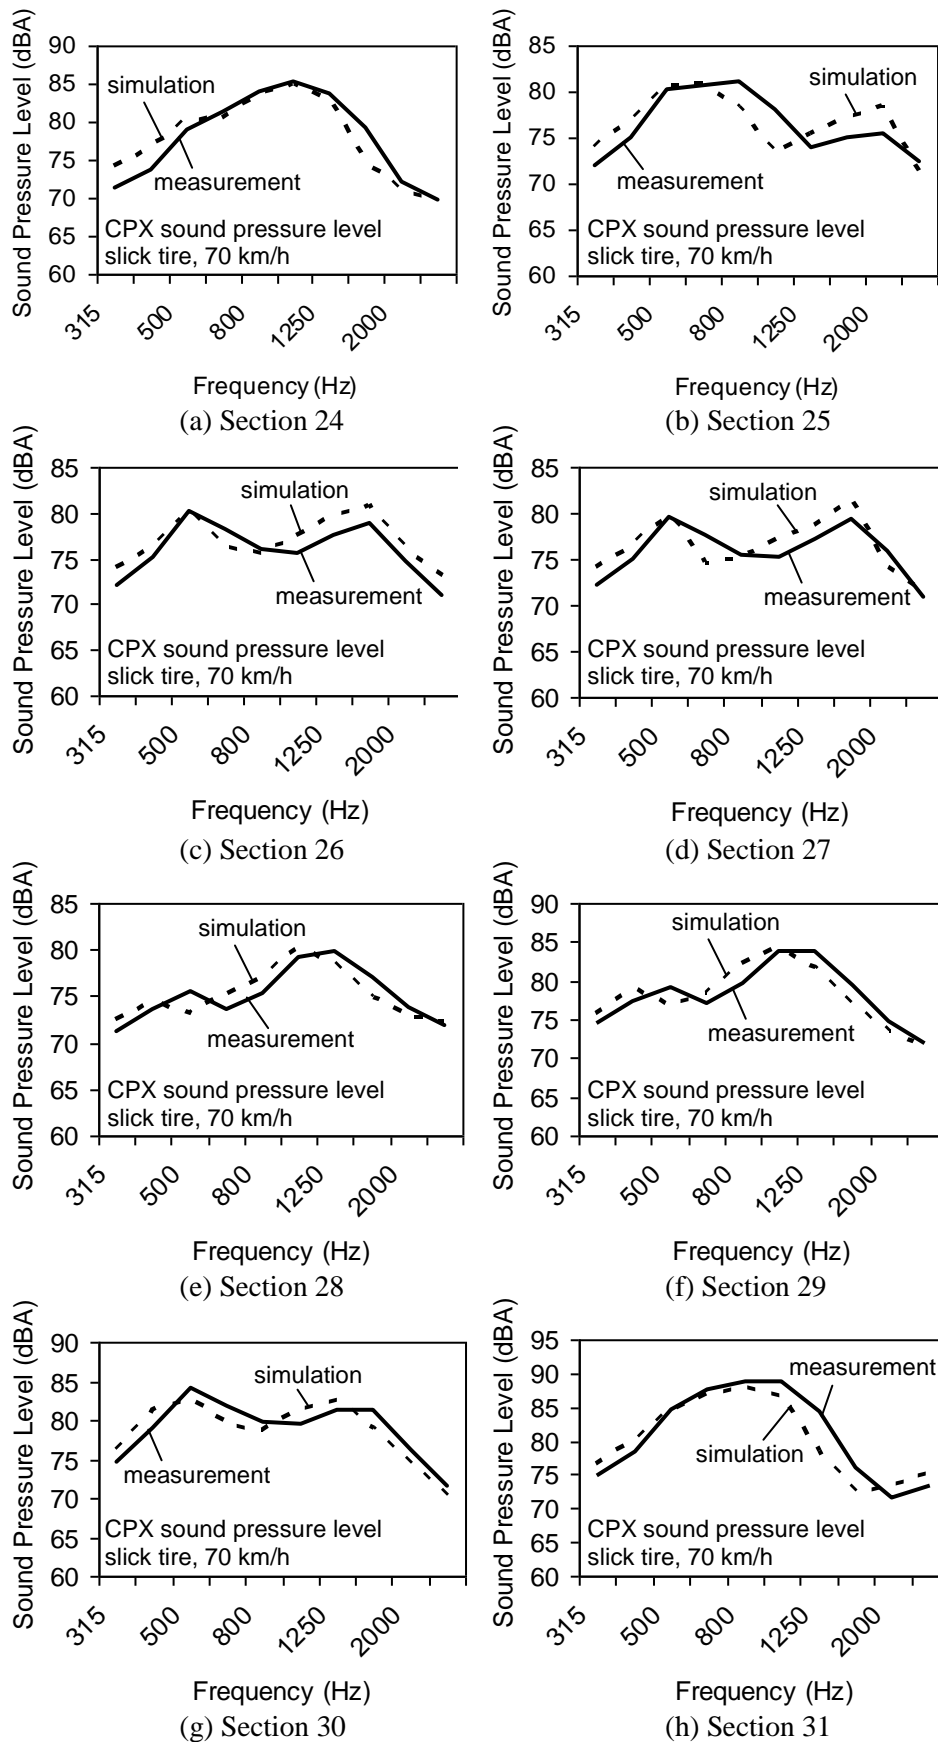 Sound Pressure Level (dBA)
90
85
80
75
70
65
60
simulation
measurement
CPX sound pressure level
slick tire, 70 km/h
315
500
800
1250
2000
Frequency (Hz)
(a) Section 24
Sound Pressure Level (dBA)
85
80
75
70
65
60
simulation
measurement
CPX sound pressure level
slick tire, 70 km/h
315
500
800
1250
2000
Frequency (Hz)
(b) Section 25
Sound Pressure Level (dBA)
85
80
75
70
65
60
simulation
measurement
CPX sound pressure level
slick tire, 70 km/h
315
500
800
1250
2000
Frequency (Hz)
(c) Section 26
Sound Pressure Level (dBA)
85
80
75
70
65
60
simulation
measurement
CPX sound pressure level
slick tire, 70 km/h
315
500
800
1250
2000
Frequency (Hz)
(d) Section 27
Sound Pressure Level (dBA)
85
80
75
70
65
60
simulation
measurement
CPX sound pressure level
slick tire, 70 km/h
315
500
800
1250
2000
Frequency (Hz)
(e) Section 28
Sound Pressure Level (dBA)
90
85
80
75
70
65
60
simulation
measurement
CPX sound pressure level
slick tire, 70 km/h
315
500
800
1250
2000
Frequency (Hz)
(f) Section 29
Sound Pressure Level (dBA)
90
85
80
75
70
65
60
simulation
measurement
CPX sound pressure level
slick tire, 70 km/h
315
500
800
1250
2000
Frequency (Hz)
(g) Section 30
Sound Pressure Level (dBA)
95
90
85
80
75
70
65
60
measurement
simulation
CPX sound pressure level
slick tire, 70 km/h
315
500
800
1250
2000
Frequency (Hz)
(h) Section 31